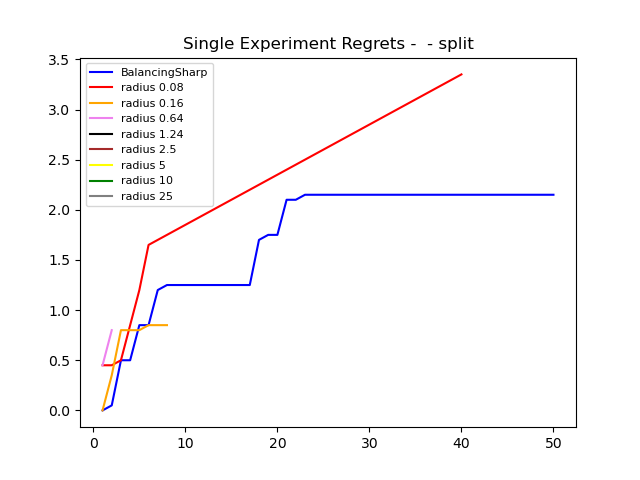 Single Experiment Regrets -  - split
BalancingSharp
radius 0.08
radius 0.16
radius 0.64
radius 1.24
radius 2.5
radius 5
radius 10
radius 25
3.5
3.0
2.5
2.0
1.5
1.0
0.5
0.0
0 10 20 30 40 50